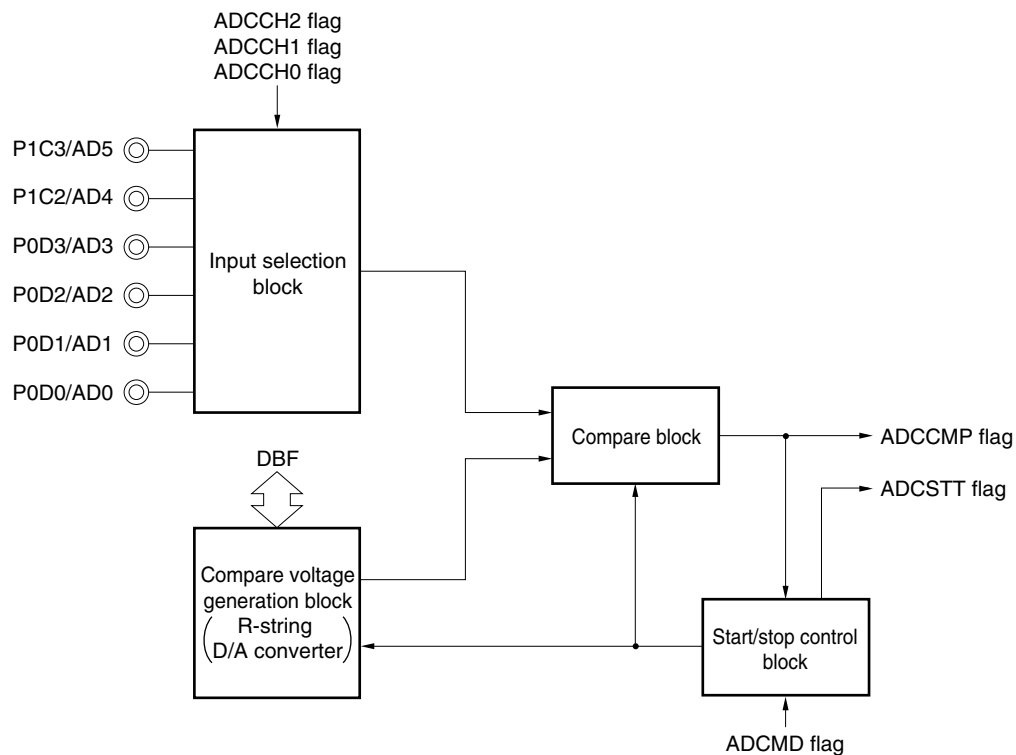 ADCCH2 flag
ADCCH1 flag
ADCCH0 flag
P1C3/AD5
P1C2/AD4
P0D3/AD3
P0D2/AD2
P0D1/AD1
P0D0/AD0
Input selection
block
Compare block
ADCCMP flag
ADCSTT flag
DBF
Compare voltage
generation block
R-string
D/A converter
Start/stop control
block
ADCMD flag